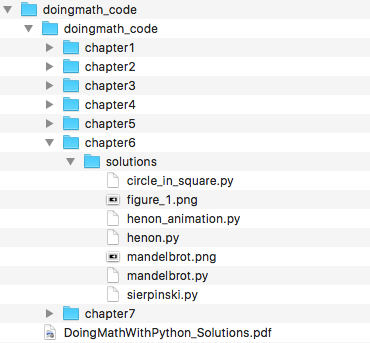 doingmath_code
doingmath_code
chapter1
chapter2
chapter3
chapter4
chapter5
chapter6
solutions
circle_in_square.py
figure_1.png
henon_animation.py
henon.py
mandelbrot.png
mandelbrot.py
sierpinski.py
chapter7
DoingMathWithPython_Solutions.pdf